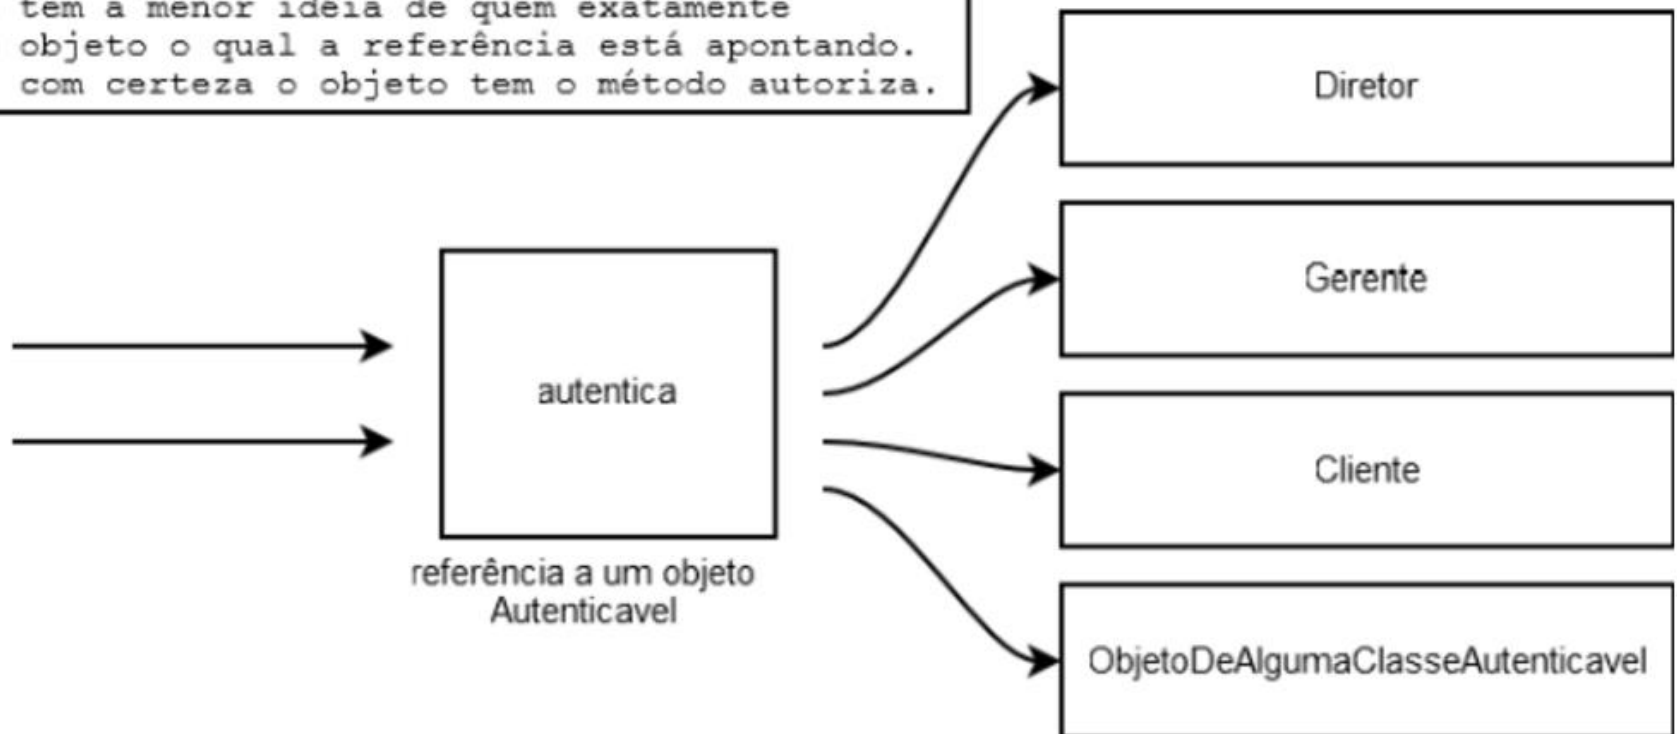 tem a menor ideia de quem exatamente
objeto o qual a referência está apontando.
com certeza o objeto tem o método autoriza.
Diretor
Gerente
autentica
Cliente
referência a um objeto
Autenticavel
ObjetoDeAlgumaClasseAutenticavel